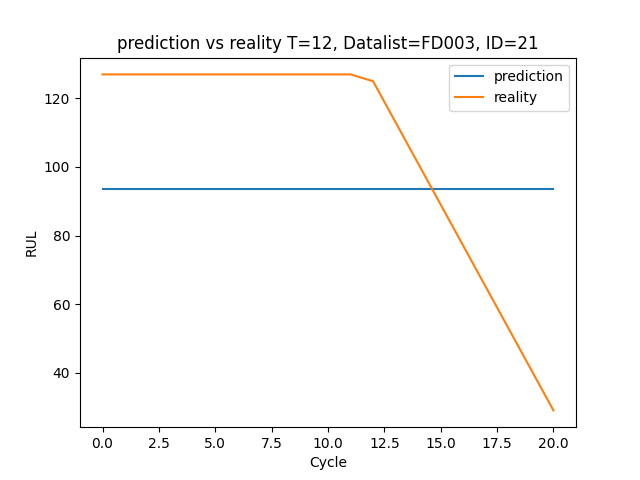 prediction vs reality T=12, Datalist=FD003, ID=21
prediction
reality
RUL
120
100
80
60
40
0.0 2.5 5.0 7.5 10.0 12.5 15.0 17.5 20.0
Cycle